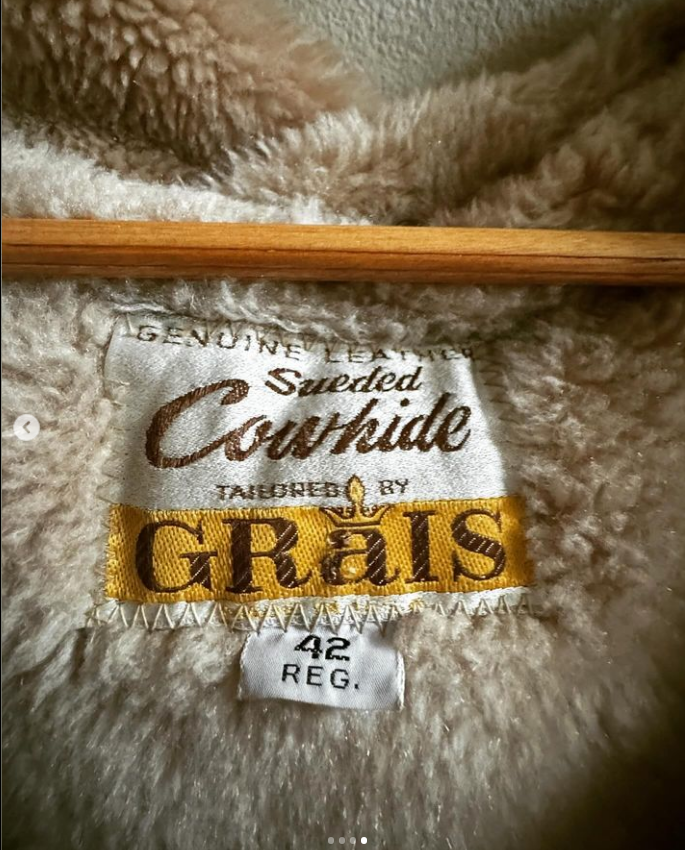 GENUINE LEATHER
Sueded
Cowhide
TAILORED BY
GRaIS
42
REG.